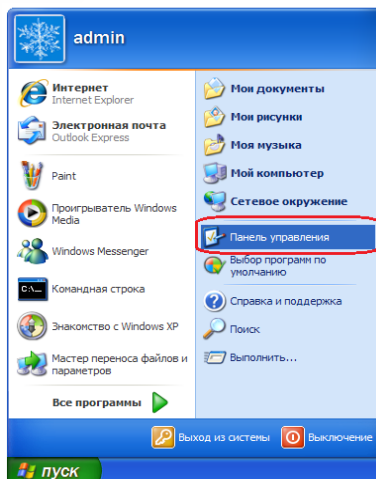 admin
Интернет
Internet Explorer
Электронная почта
Outlook Express
Paint
Проигрыватель Windows
Media
Windows Messenger
Командная строка
Знакомство с Windows XP
Мастер переноса файлов и
параметров
Все программы
Мои документы
Мои рисунки
Моя музыка
Мой компьютер
Сетевое окружение
Панель управления
Выбор программ по
умолчанию
Справка и поддержка
Поиск
Выполнить...
Выход из системы
Выключение
пуск